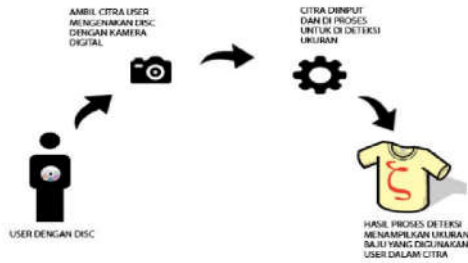 AMBIL CITRA USER
MENGENAKAN DISC
DENGAN KAMERA
DIGITAL
CITRA DIINPUT
DAN DI PROSES
UNTUK DI DETEKSI
UKURAN
USER DENGAN DISC
HASIL PROSES DETEKSI
MENAMPILKAN UKURAN
BAJU YANG DIGUNAKAN
USER DALAM CITRA